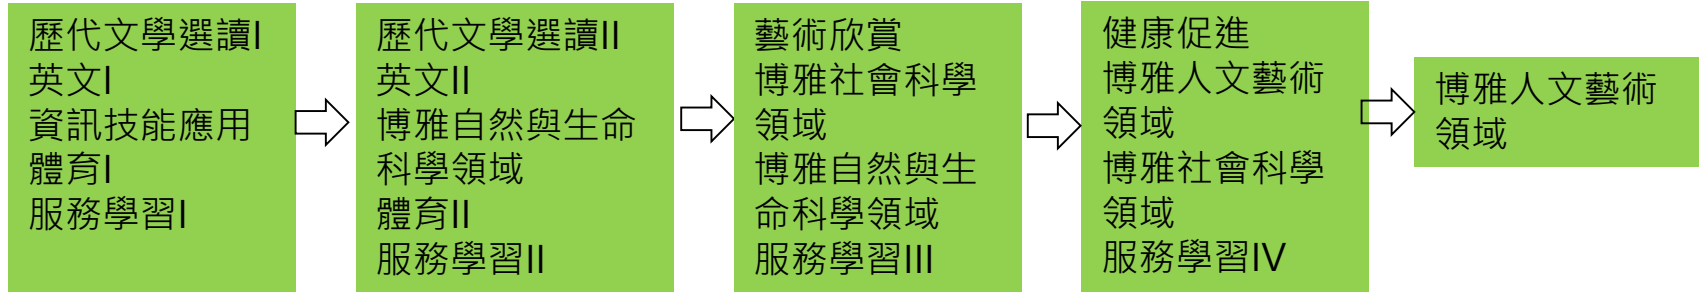 歷代文學選讀I
英文I
資訊技能應用
體育I
服務學習I
歷代文學選讀II
英文II
博雅自然與生命
科學領域
體育II
服務學習II
藝術欣賞
博雅社會科學
領域
博雅自然與生
命科學領域
服務學習III
健康促進
博雅人文藝術
領域
博雅社會科學
領域
服務學習IV
博雅人文藝術
領域